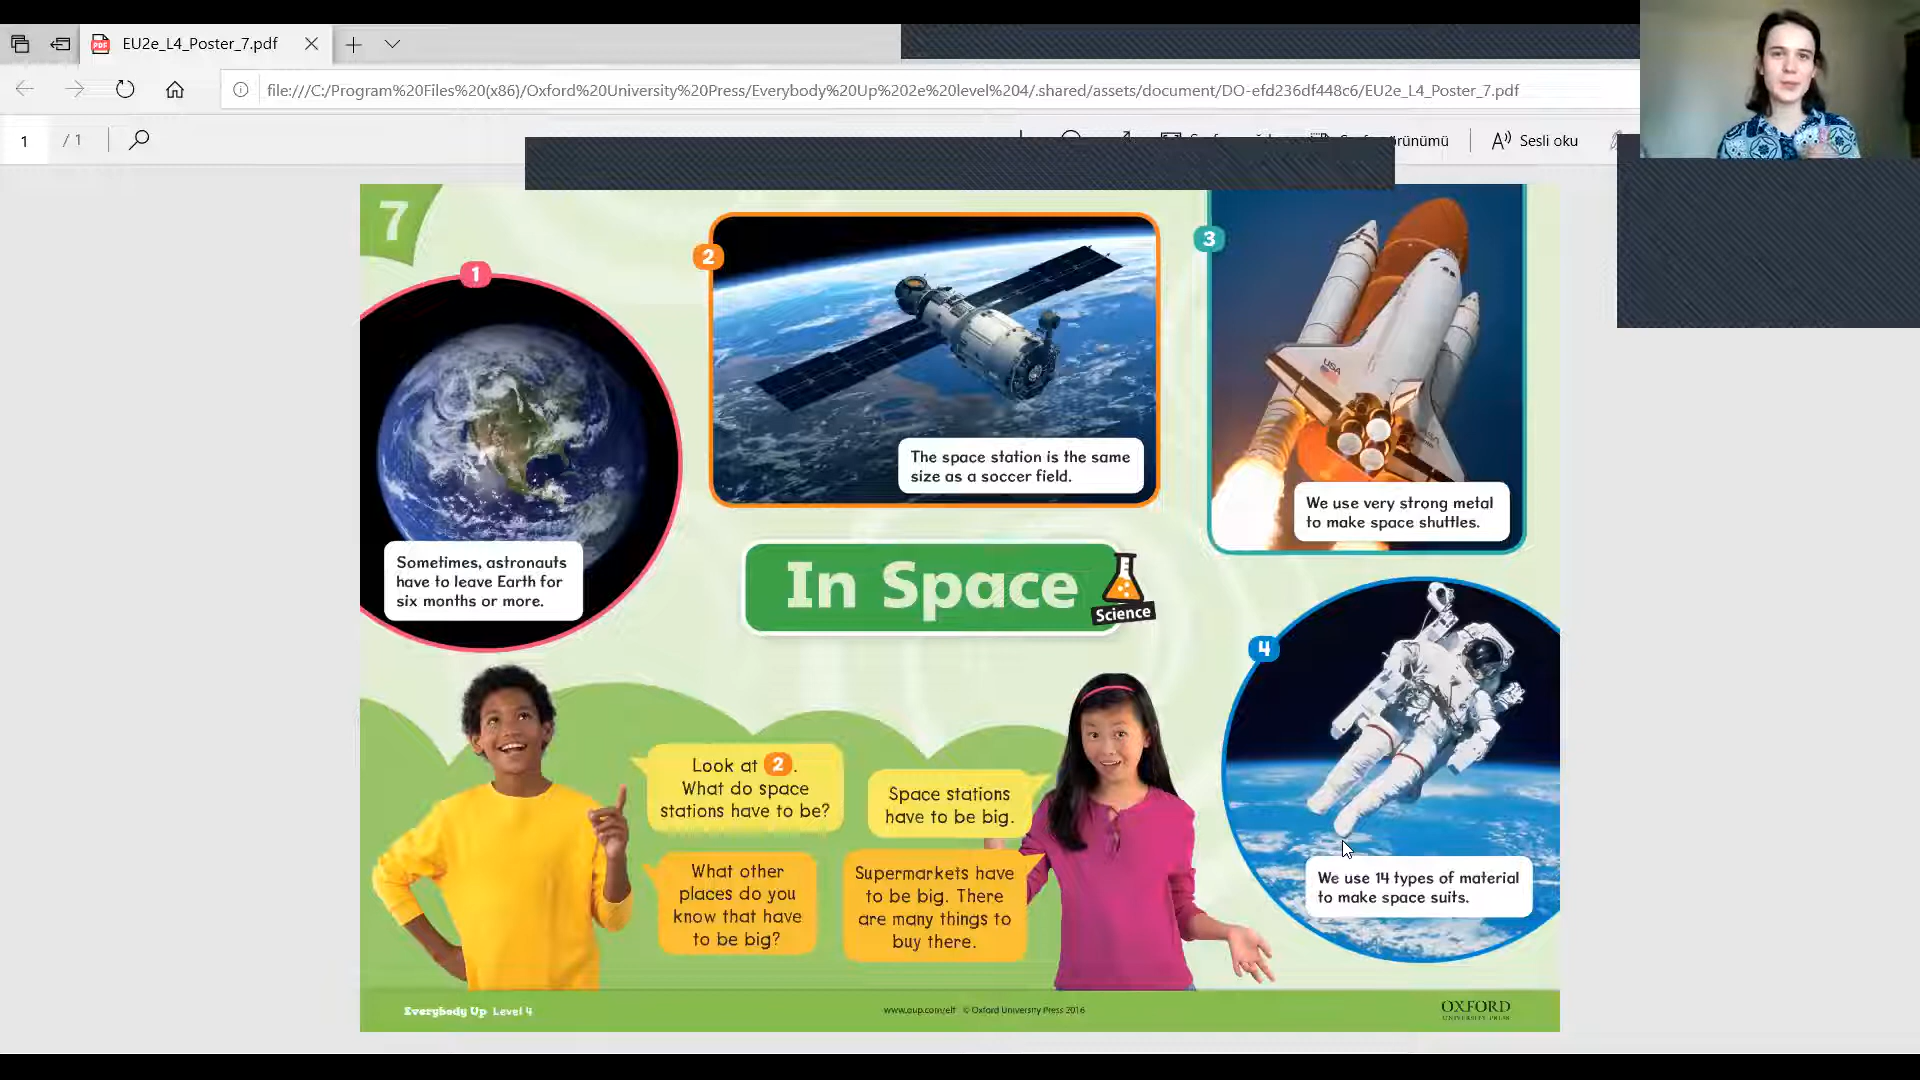 EU2e_L4_Poster_7.pdf
file:///C:/Program%20Files%20(x86)/Oxford%20University%20Press/Everybody%20Up%202e%20level%204/.shared/assets/document/DO-efd236df448c6/EU2e_L4_Poster_7.pdf
1 / 1
Sesli oku
7
1
2
3
USA
The space station is the same
size as a soccer field.
We use very strong metal
to make space shuttles.
Sometimes, astronauts
have to leave Earth for
six months or more.
In Space
Science
4
Look at 2.
What do space
stations have to be?
Space stations
have to be big.
What other
places do you
know that have
to be big?
Supermarkets have
to be big. There
are many things to
buy there.
We use 14 types of material
to make space suits.
Everybody Up Level 4
www.oup.com/elt © Oxford University Press 2016
OXFORD
UNIVERSITY PRESS